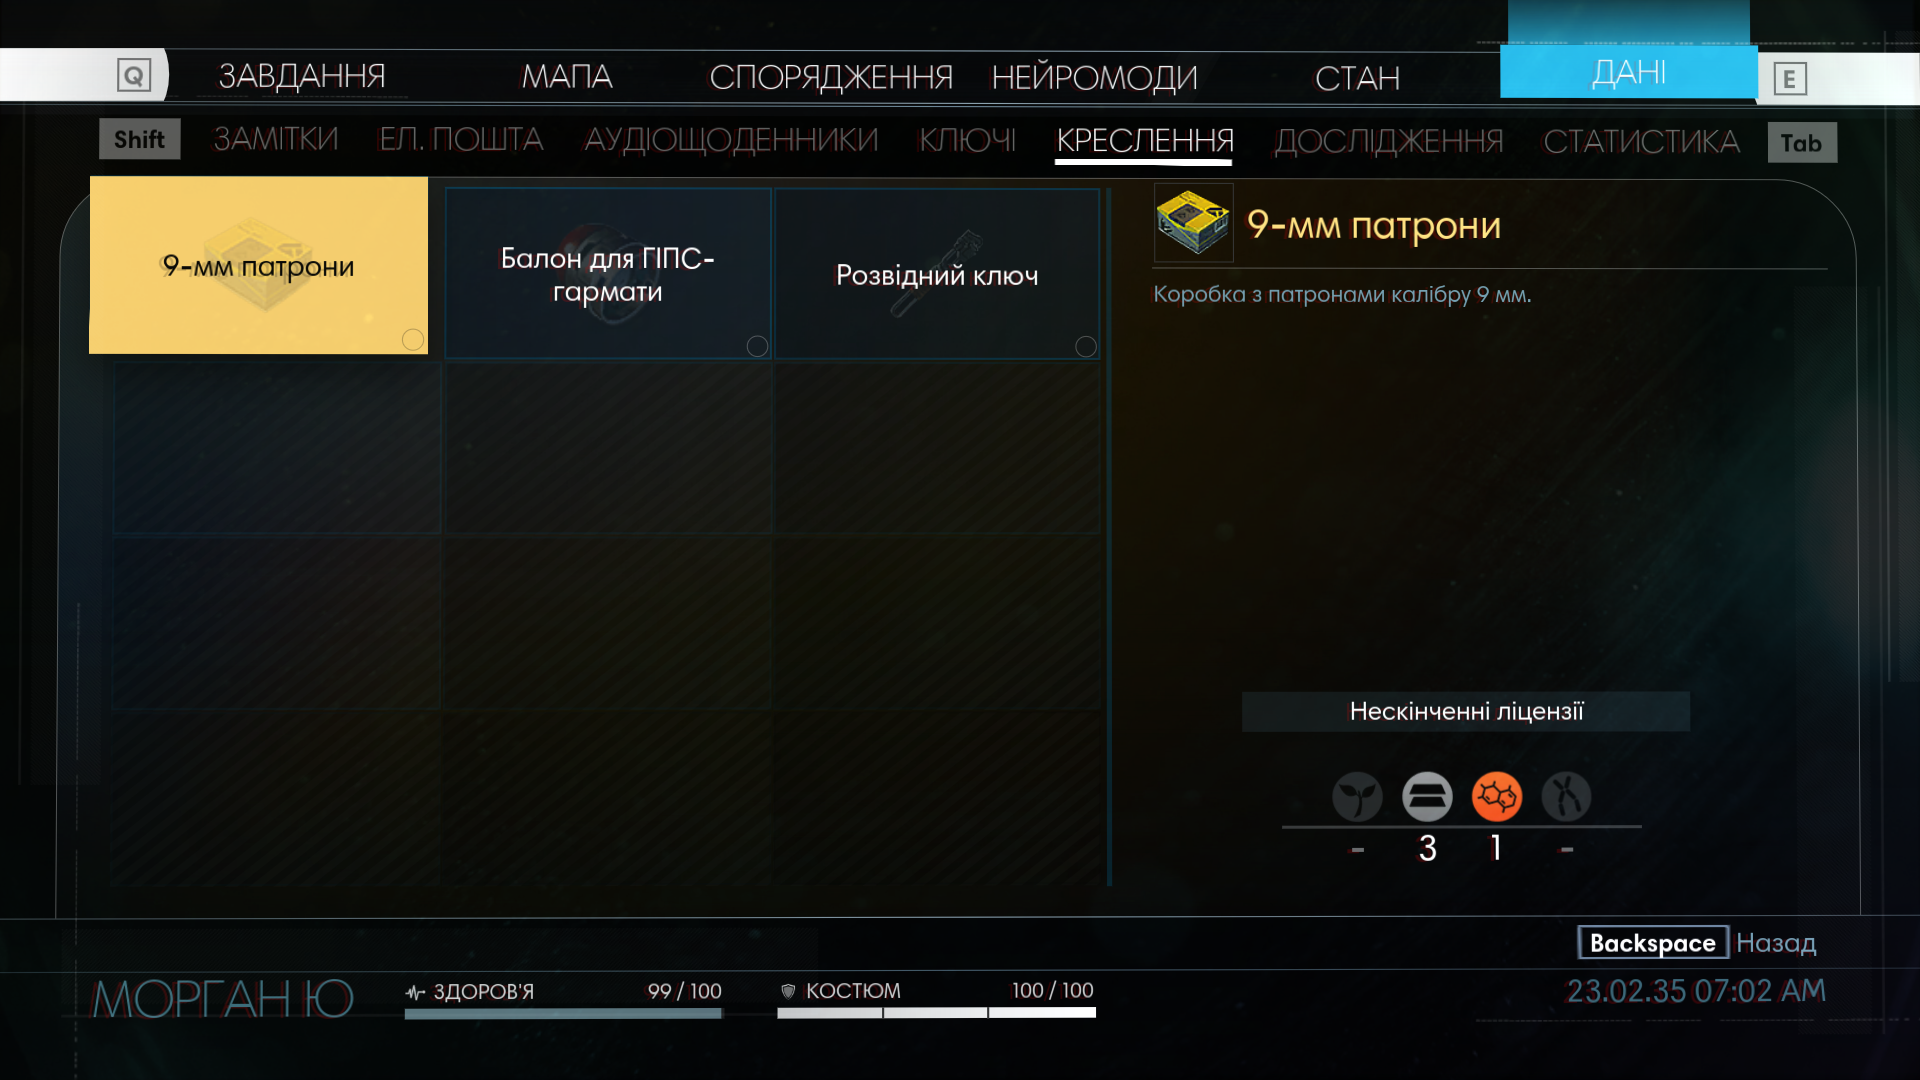 Q ЗАВДАННЯ МАПА СПОРЯДЖЕННЯ НЕЙРОМОДИ СТАН ДАНІ E
Shift ЗАМІТКИ ЕЛ. ПОШТА АУДІОЩОДЕННИКИ КЛЮЧІ КРЕСЛЕННЯ ДОСЛІДЖЕННЯ СТАТИСТИКА Tab
9-мм патрони
Балон для ГІПС-
гармати
Розвідний ключ
9-мм патрони
Коробка з патронами калібру 9 мм.
Нескінченні ліцензії
- 3 1 -
Backspace Назад
МОРГАН Ю
ЗДОРОВ'Я 99 / 100
КОСТЮМ 100 / 100
23.02.35 07:02 AM